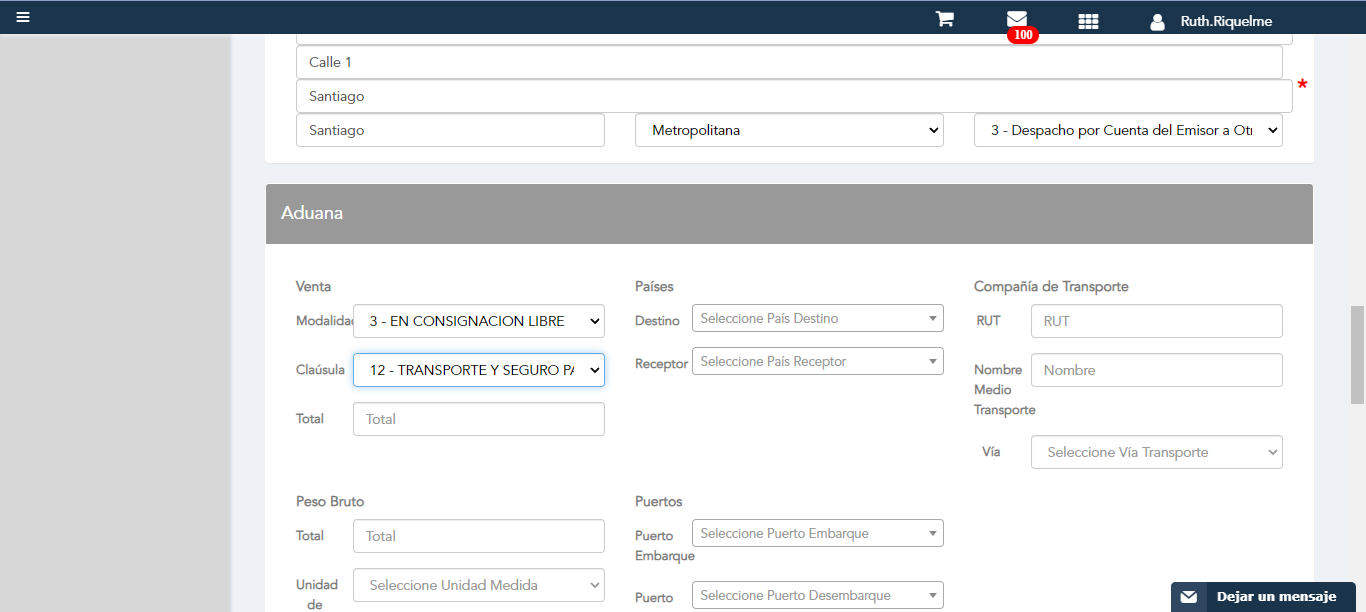 100
Ruth.Riquelme
Calle 1
Santiago
*
Santiago
Metropolitana
3 - Despacho por Cuenta del Emisor a Otr
Aduana
Venta
Modalidad
3 - EN CONSIGNACION LIBRE
Claúsula
12 - TRANSPORTE Y SEGURO PA
Total
Total
Países
Destino
Seleccione País Destino
Receptor
Seleccione País Receptor
Compañía de Transporte
RUT
RUT
Nombre
Medio
Transporte
Nombre
Vía
Seleccione Vía Transporte
Peso Bruto
Total
Total
Unidad
de
Seleccione Unidad Medida
Puertos
Puerto
Embarque
Seleccione Puerto Embarque
Puerto
Seleccione Puerto Desembarque
Dejar un mensaje